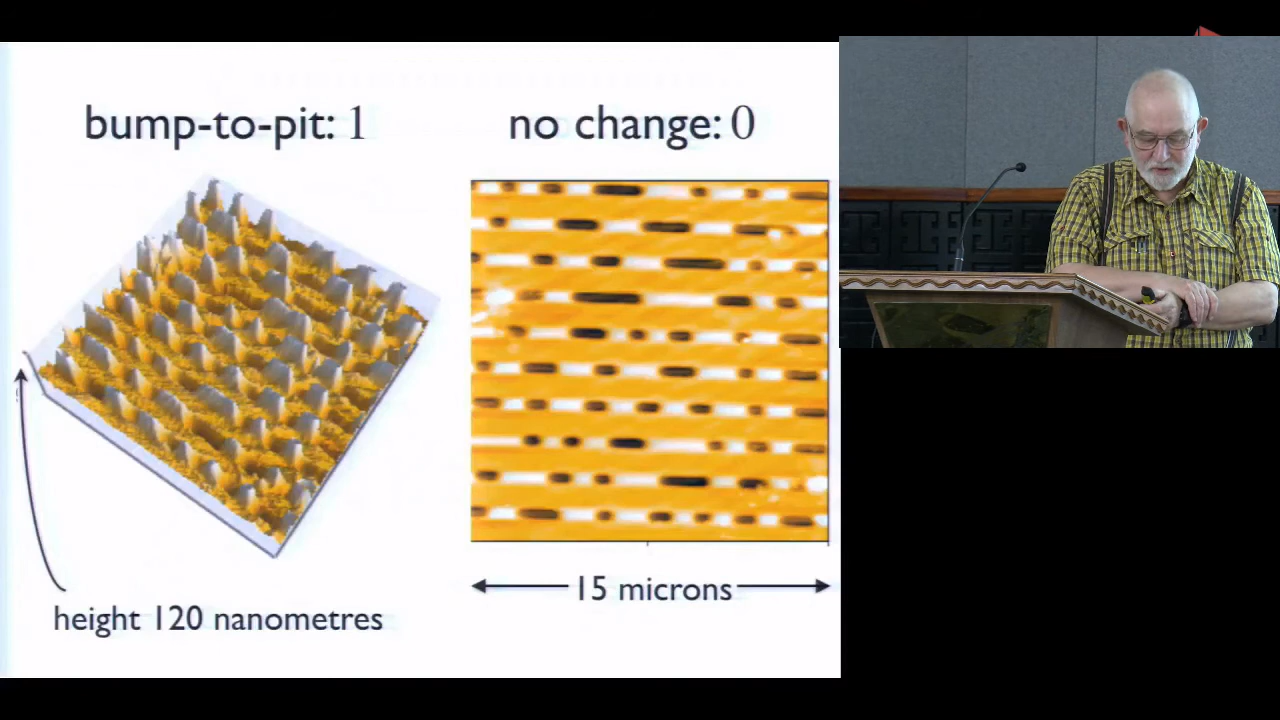 bump-to-pit: 1
no change: 0
15 microns
height 120 nanometres